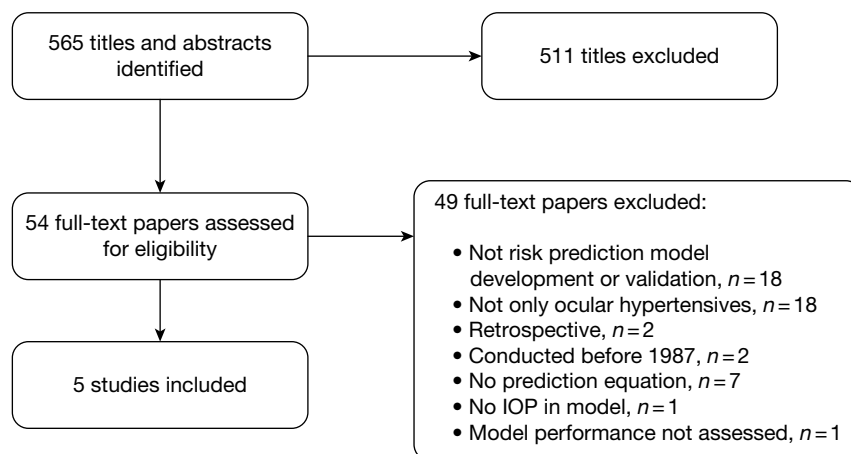 565 titles and abstracts
identified
511 titles excluded
54 full-text papers assessed
for eligibility
49 full-text papers excluded:
• Not risk prediction model
development or validation, n=18
• Not only ocular hypertensives, n=18
• Retrospective, n=2
• Conducted before 1987, n=2
• No prediction equation, n=7
• No IOP in model, n=1
• Model performance not assessed, n=1
5 studies included